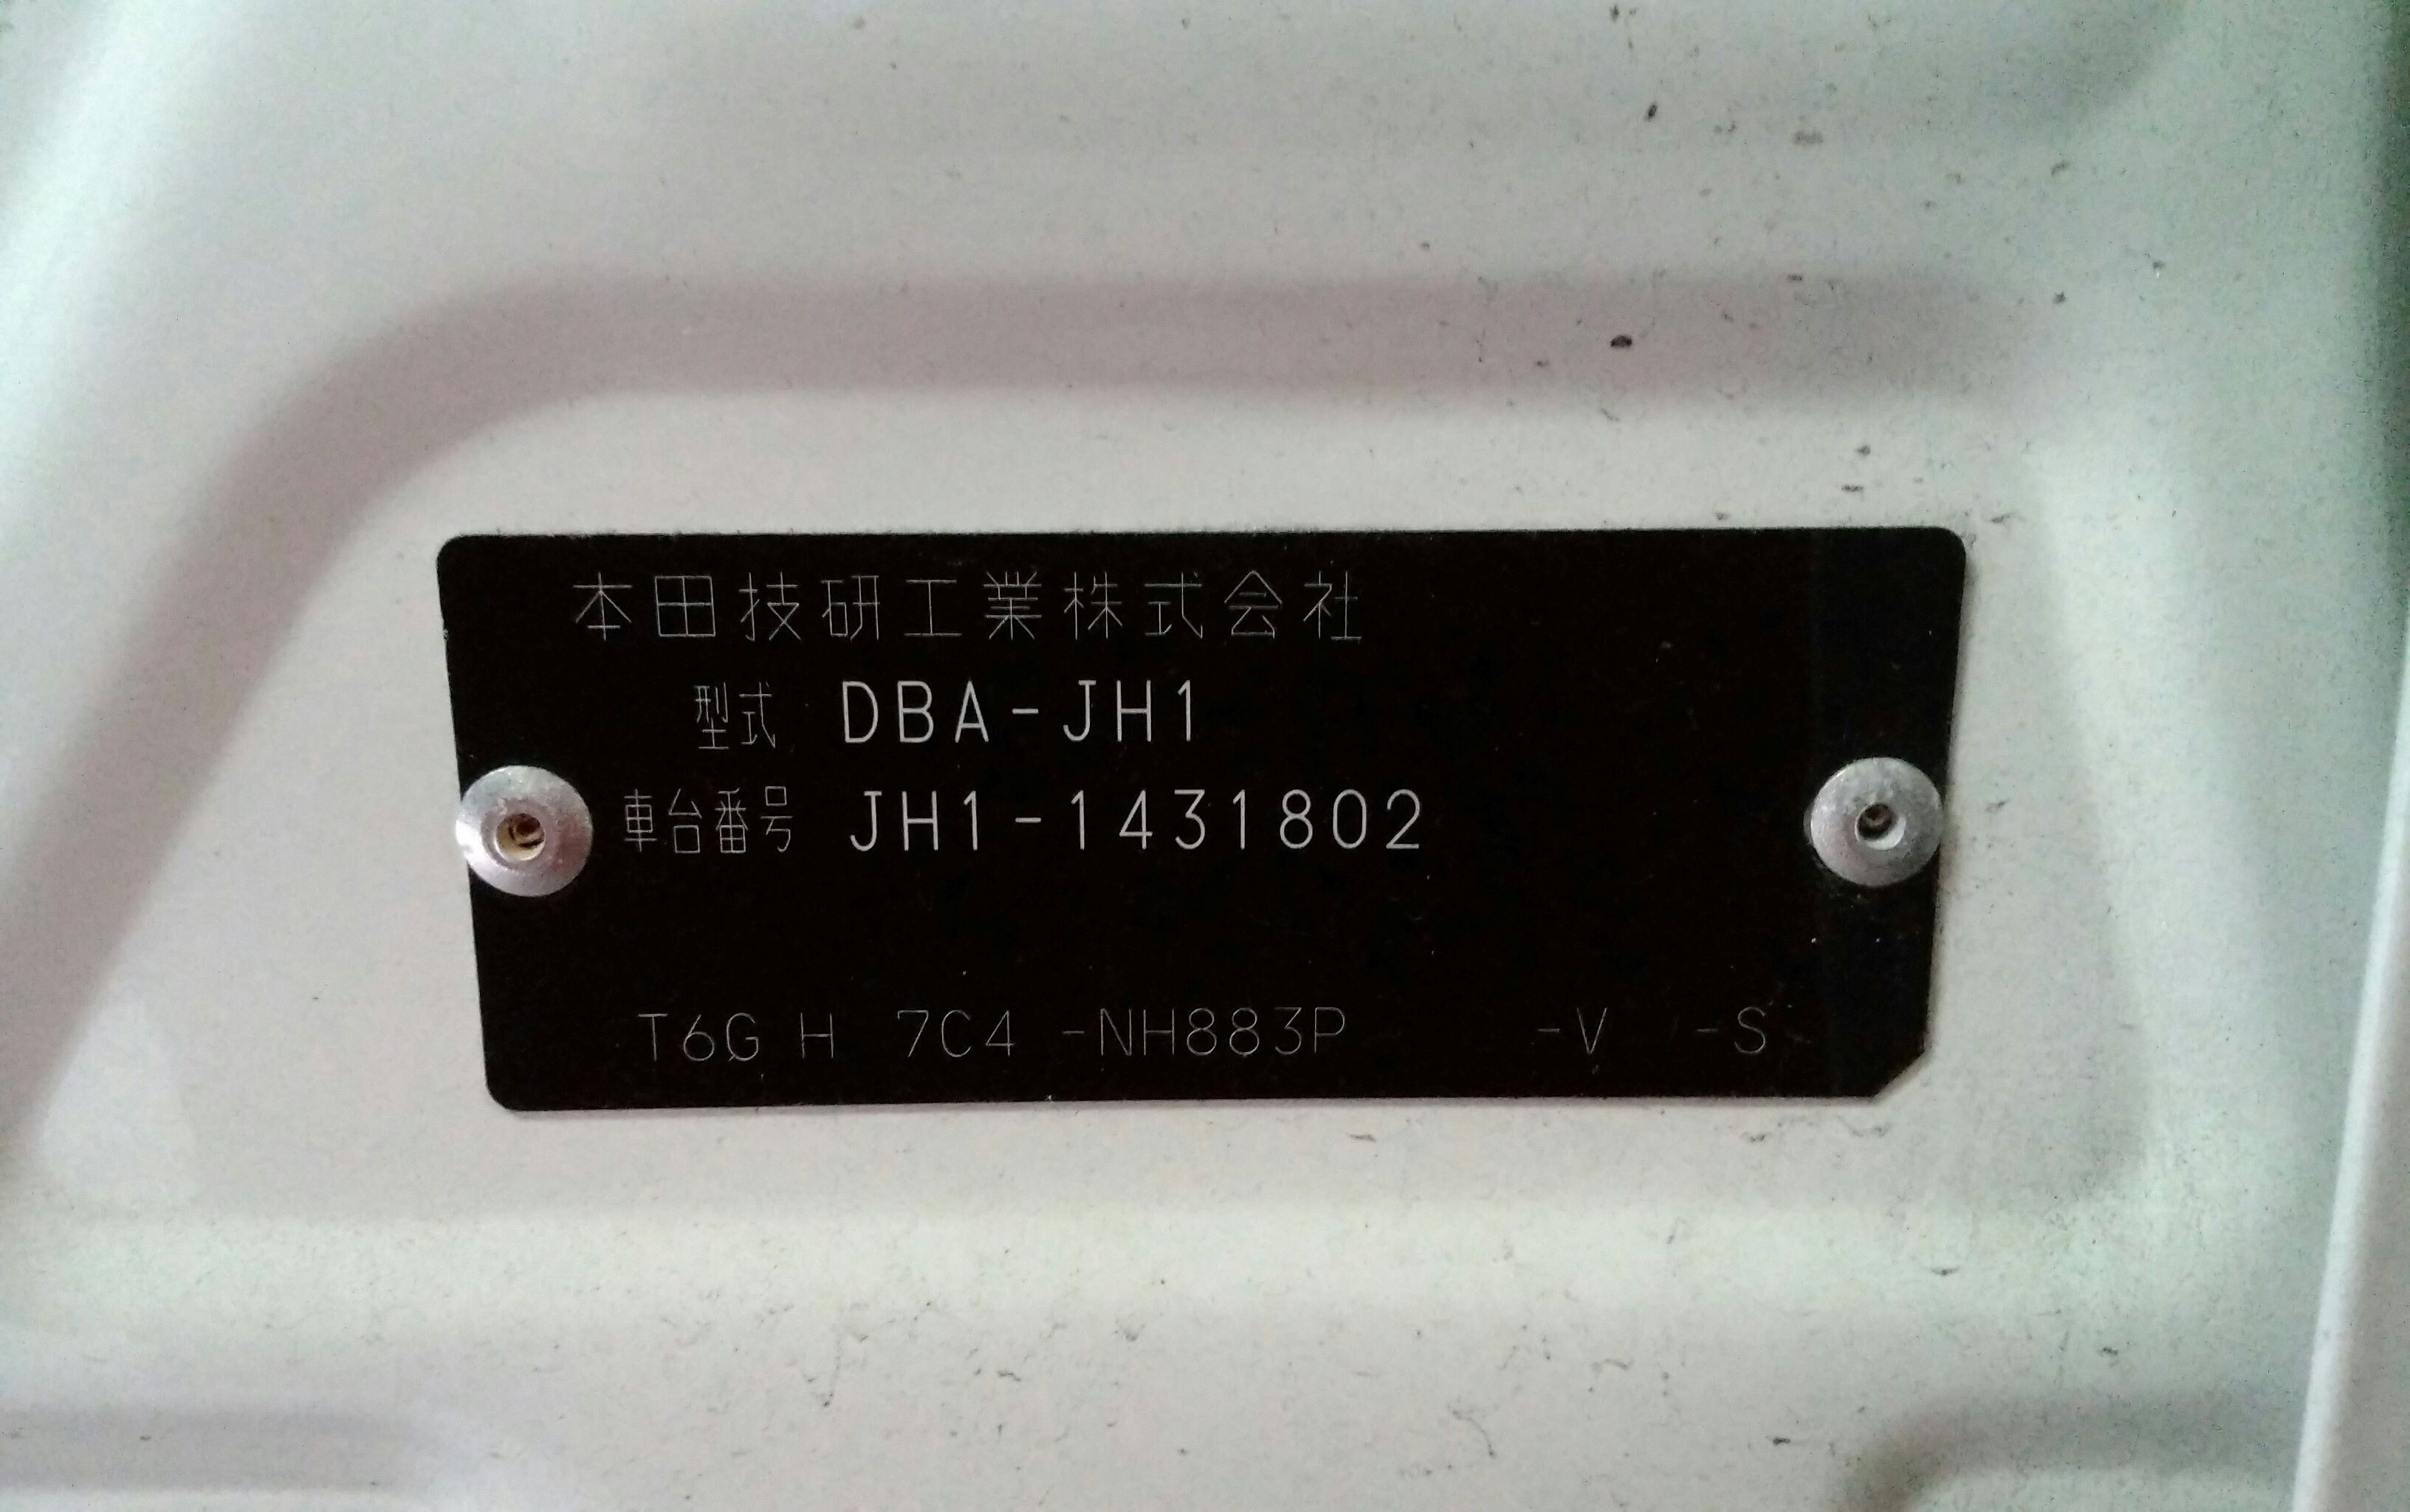 本田技研工業株式会社
型式 DBA-JH1
車台番号 JH1-1431802
T6G H 7C4 -NH883P -V -S